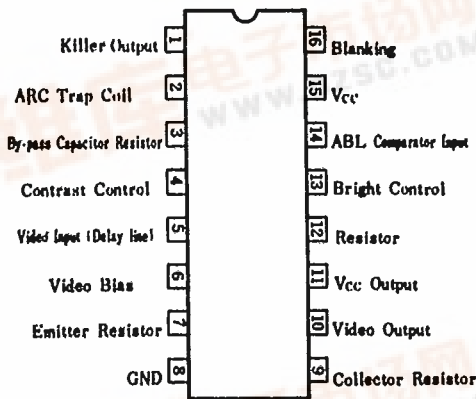 Killer Output 1
ARC Trap Coil 2
By-pass Capacitor Resistor 3
Contrast Control 4
Video Input (Delay line) 5
Video Bias 6
Emitter Resistor 7
GND 8
16 Blanking
15 Vcc
14 ABL Comparator Input
13 Bright Control
12 Resistor
11 Vcc Output
10 Video Output
9 Collector Resistor